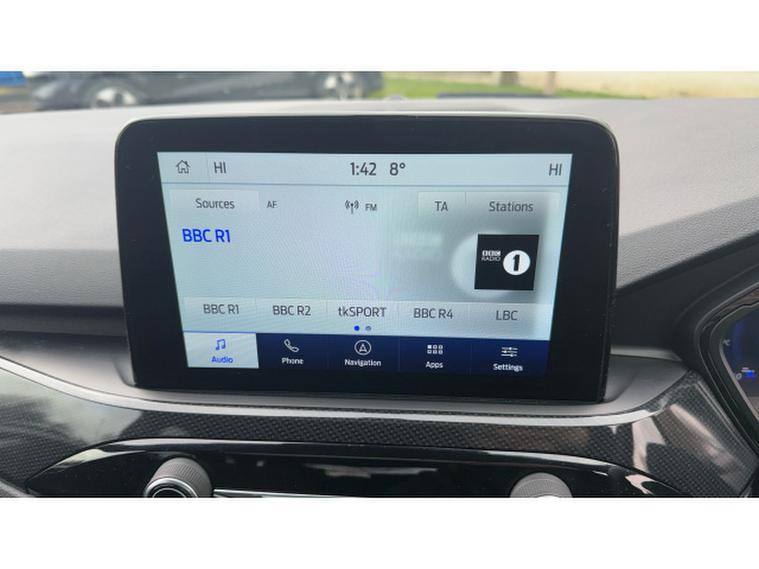 HI 1:42 8° HI
Sources AF FM TA Stations
BBC R1
BBC RADIO 1
BBC R1 BBC R2 tkSPORT BBC R4 LBC
Audio Phone Navigation Apps Settings